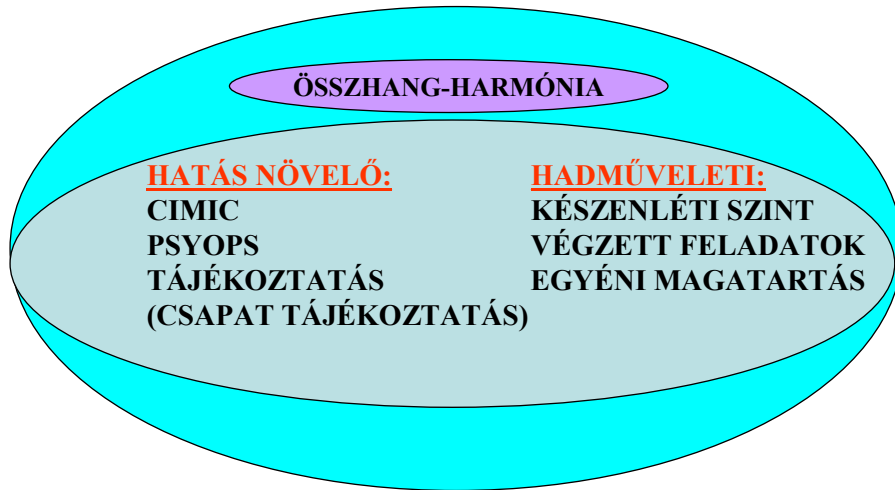 ÖSSZHANG-HARMÓNIA
HATÁS NÖVELŐ:
CIMIC
PSYOPS
TÁJÉKOZTATÁS
(CSAPAT TÁJÉKOZTATÁS)
HADMŰVELETI:
KÉSZENLÉTI SZINT
VÉGZETT FELADATOK
EGYÉNI MAGATARTÁS